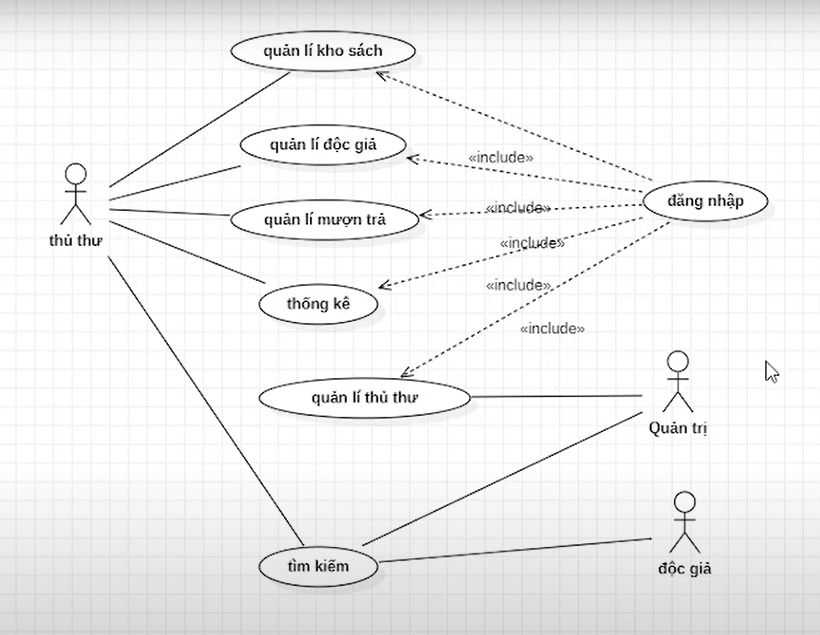 quản lí kho sách
quản lí độc giả
«include»
đăng nhập
«include»
quản lí mượn trả
thủ thư
«include»
«include»
thống kê
«include»
quản lí thủ thư
Quản trị
tìm kiếm
độc giả